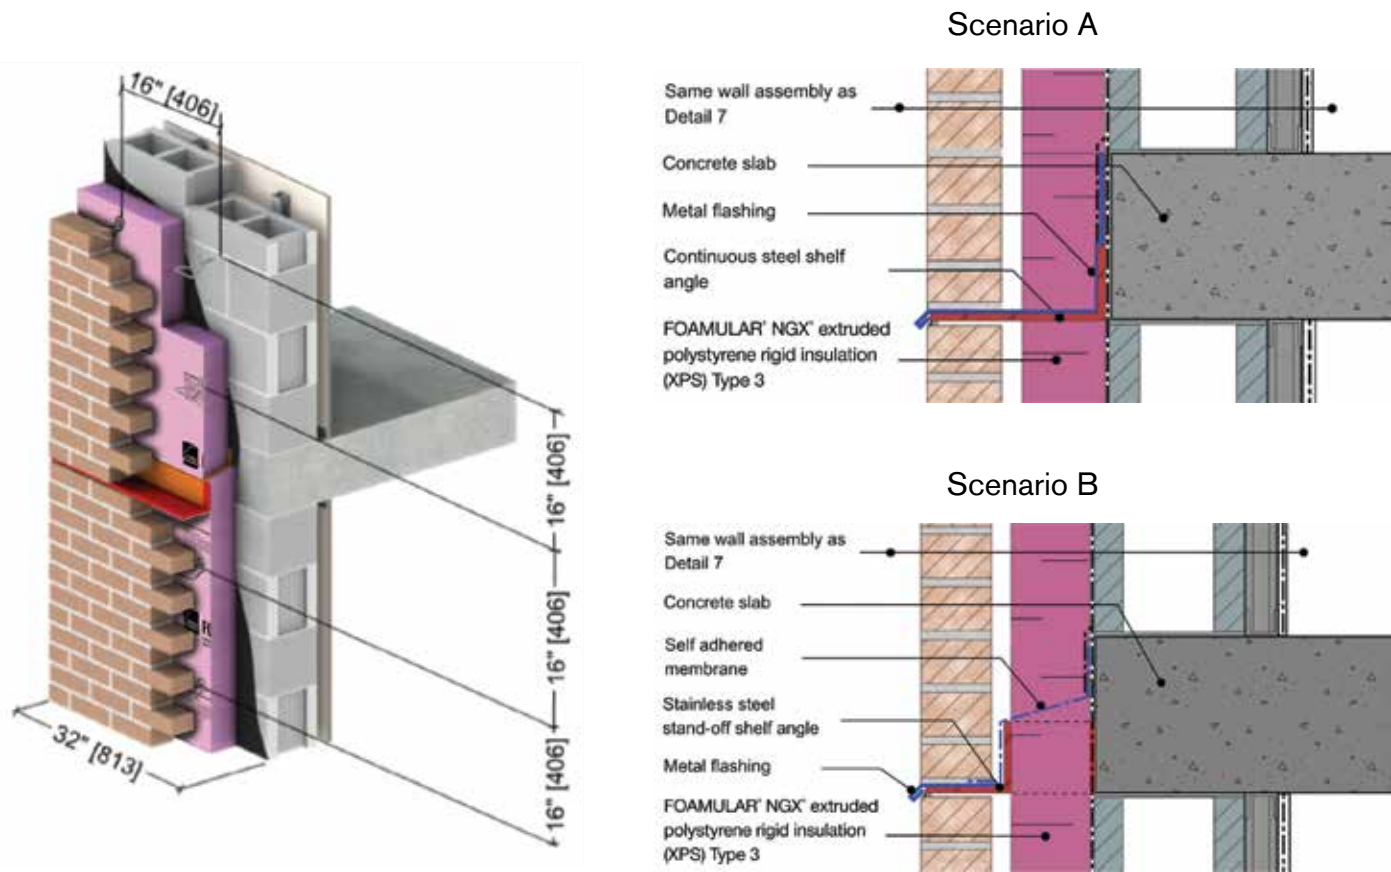 16" [406]
16" [406]
16" [406]
16" [406]
32" [813]
Scenario A
Same wall assembly as
Detail 7
Concrete slab
Metal flashing
Continuous steel shelf
angle
FOAMULAR® NGX® extruded
polystyrene rigid insulation
(XPS) Type 3
Scenario B
Same wall assembly as
Detail 7
Concrete slab
Self adhered
membrane
Stainless steel
stand-off shelf angle
Metal flashing
FOAMULAR® NGX® extruded
polystyrene rigid insulation
(XPS) Type 3